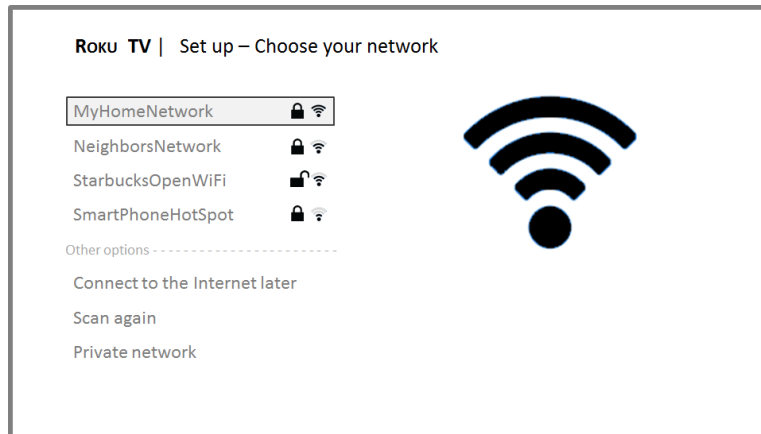 ROKU TV | Set up – Choose your network
MyHomeNetwork
NeighborsNetwork
StarbucksOpenWiFi
SmartPhoneHotSpot
Other options - - - - - - - - - - - - - - - - - - - - - - -
Connect to the Internet later
Scan again
Private network